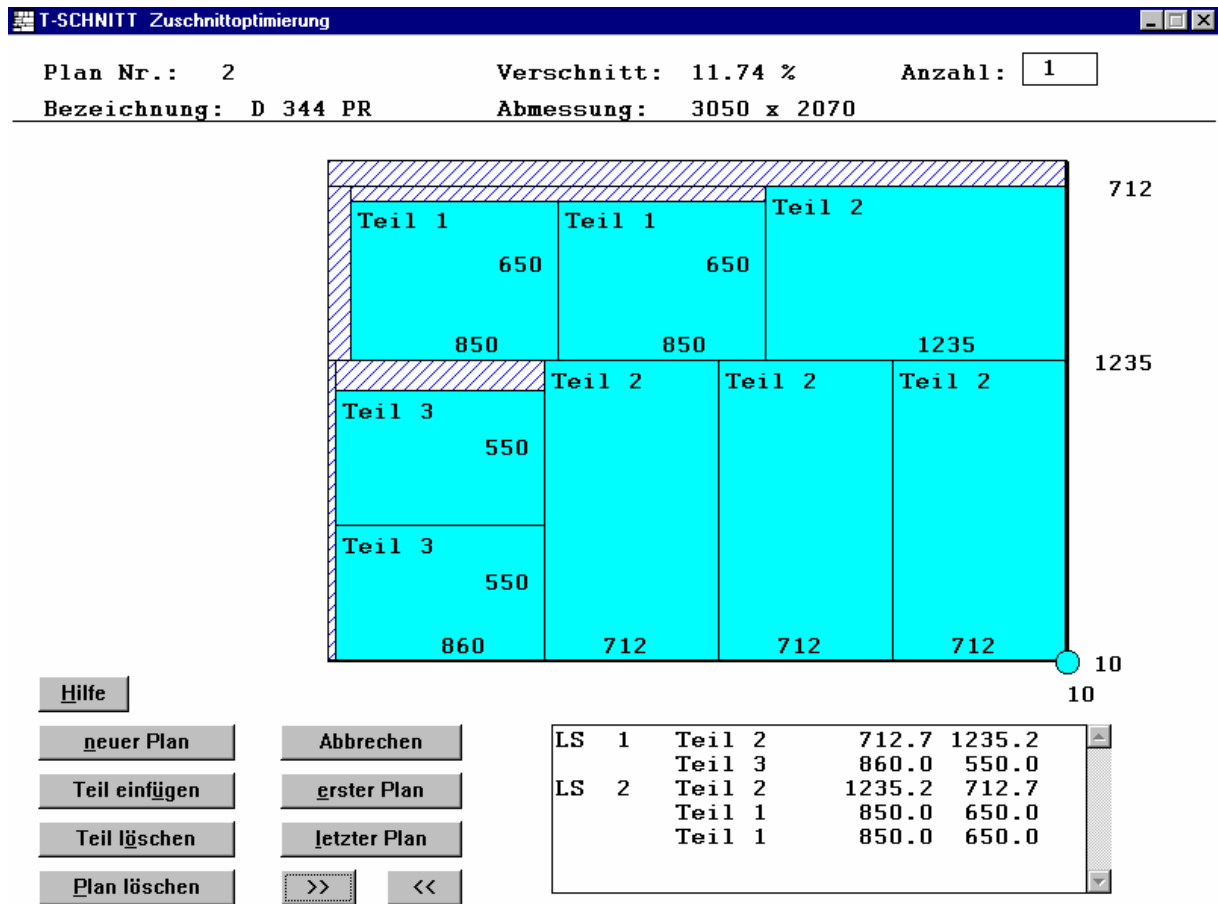 T-SCHNITT Zuschnittoptimierung
Plan Nr.: 2 Verschnitt: 11.74 % Anzahl: 1
Bezeichnung: D 344 PR Abmessung: 3050 x 2070
712
Teil 1 Teil 1 Teil 2
650 650
850 850 1235
1235
Teil 2 Teil 2 Teil 2
Teil 3
550
Teil 3
550
860 712 712 712
10
10
Hilfe
neuer Plan Abbrechen
Teil einfügen erster Plan
Teil löschen letzter Plan
Plan löschen >> <<
LS 1 Teil 2 712.7 1235.2
Teil 3 860.0 550.0
LS 2 Teil 2 1235.2 712.7
Teil 1 850.0 650.0
Teil 1 850.0 650.0